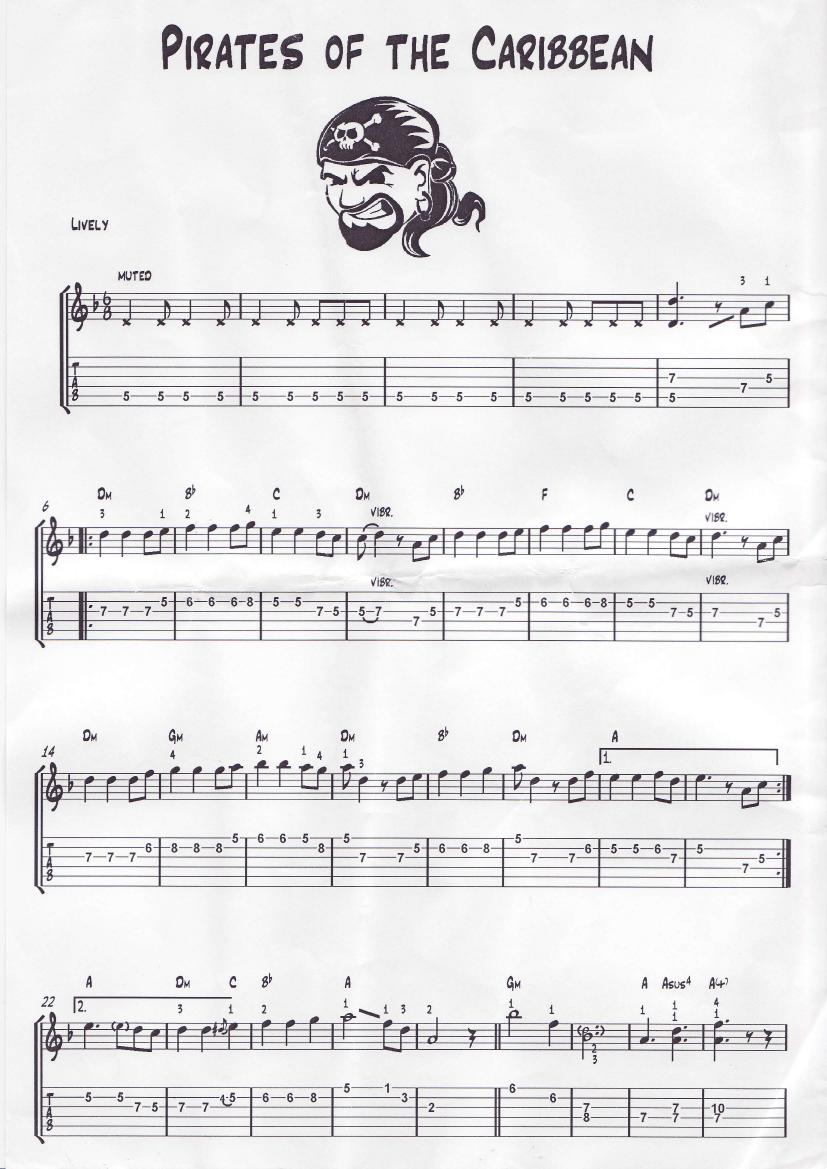 PIRATES OF THE CARIBBEAN
LIVELY
MUTED
3 1
6 8
T A B
5 5 5 5 5 5 5 5 5 5 5 5 5 5 5 5 5 5 7 5 7 5
6 DM B♭ C DM B♭ F C DM
3 1 2 4 1 3 VIBR. VIBR.
VIBR. VIBR.
T A B
7 7 7 5 6 6 6 8 5 5 7 5 5 7 7 5 7 7 7 5 6 6 6 8 5 5 7 5 7 7 5
14 DM GM AM DM B♭ DM A
4 2 1 4 1 3 1.
T A B
7 7 7 6 8 8 8 5 6 6 5 8 5 7 7 5 6 6 8 5 7 7 6 5 5 6 7 5 7 5
22 A DM C B♭ A GM A ASUS4 A(4+)
2. 3 1 2 1 1 3 2 1 1 2 3 1 1 1 4 1
T A B
5 5 7 5 7 7 4 5 6 6 8 5 1 3 2 6 6 7 8 7 7 7 10 7